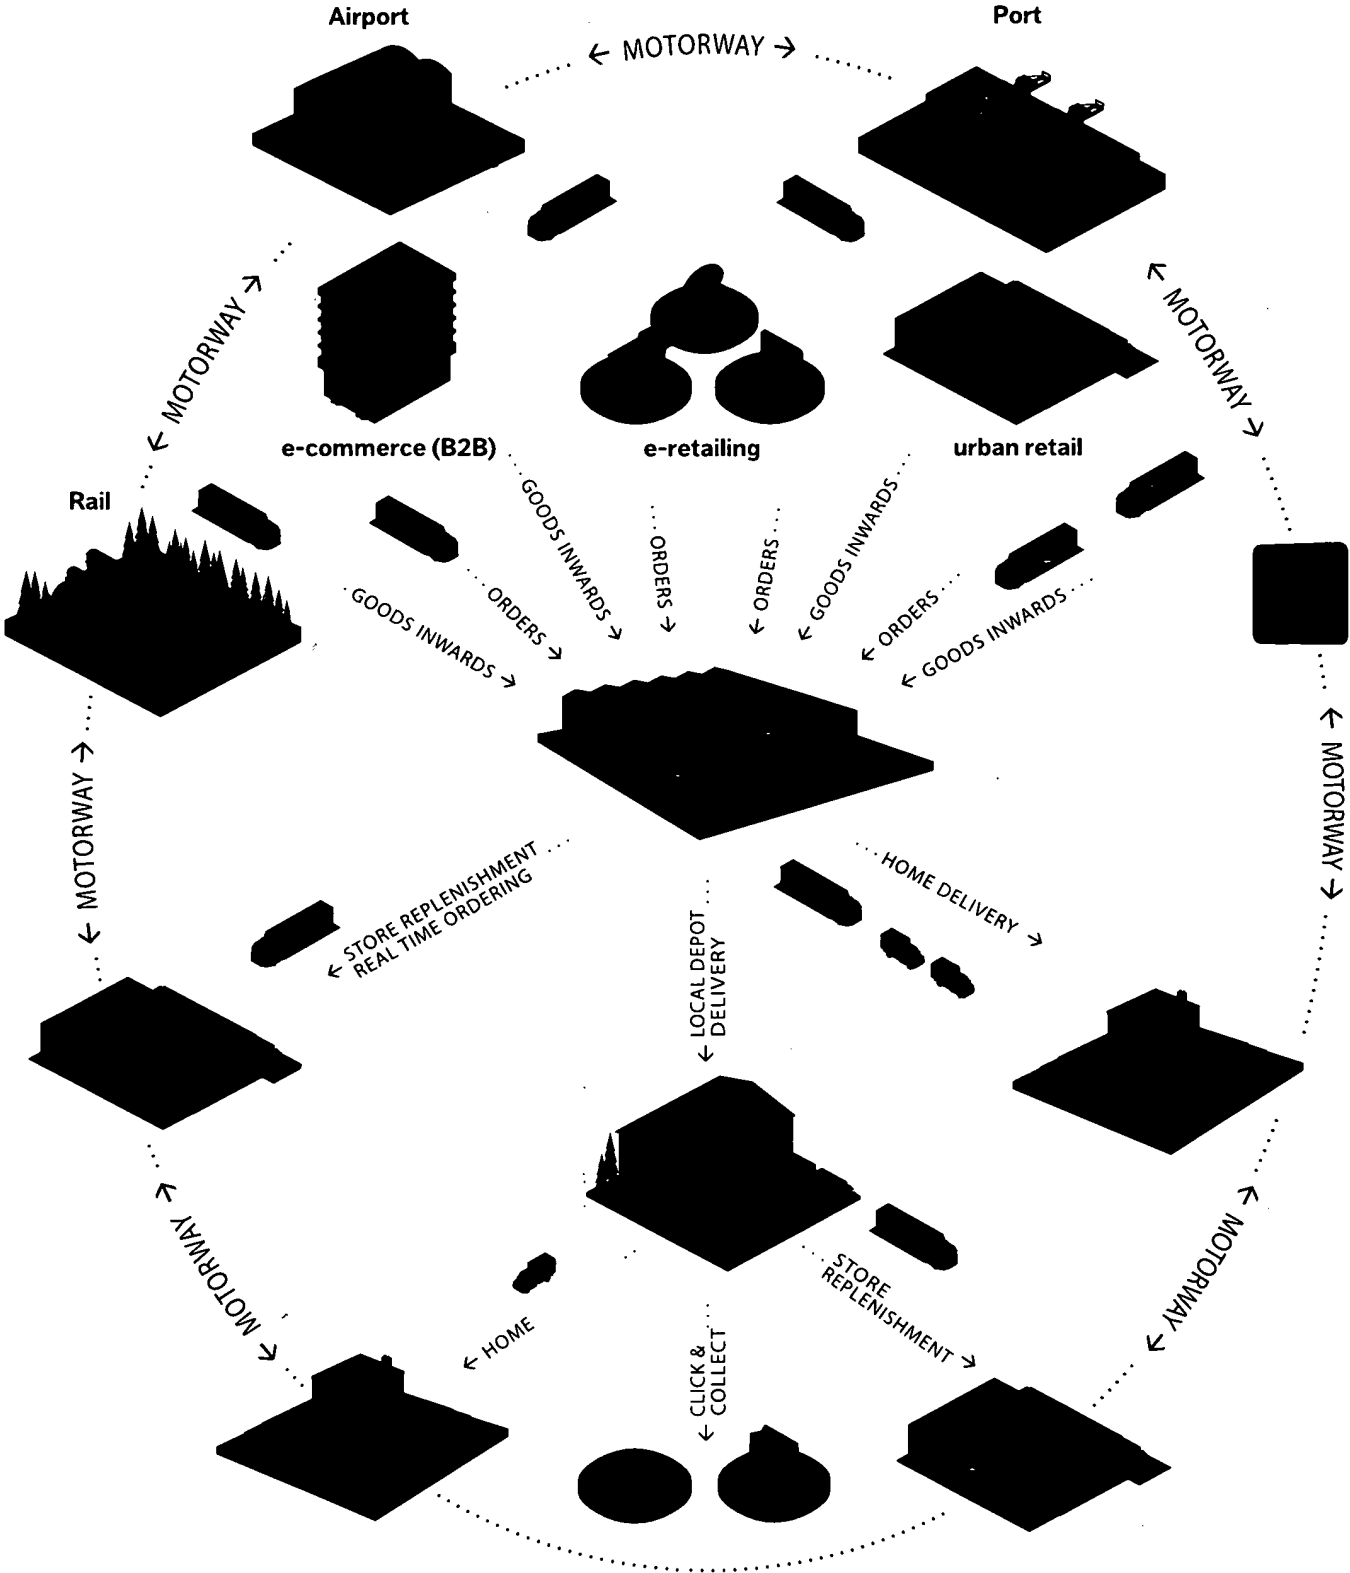 Airport
Port
← MOTORWAY →
← MOTORWAY →
← MOTORWAY →
e-commerce (B2B)
e-retailing
urban retail
Rail
GOODS INWARDS →
ORDERS →
GOODS INWARDS →
ORDERS →
← ORDERS
← GOODS INWARDS
← ORDERS
← GOODS INWARDS
← MOTORWAY →
← MOTORWAY →
STORE REPLENISHMENT
← REAL TIME ORDERING
← LOCAL DEPOT
DELIVERY
HOME DELIVERY →
← MOTORWAY →
← MOTORWAY →
← HOME
← CLICK &
COLLECT
STORE
REPLENISHMENT →